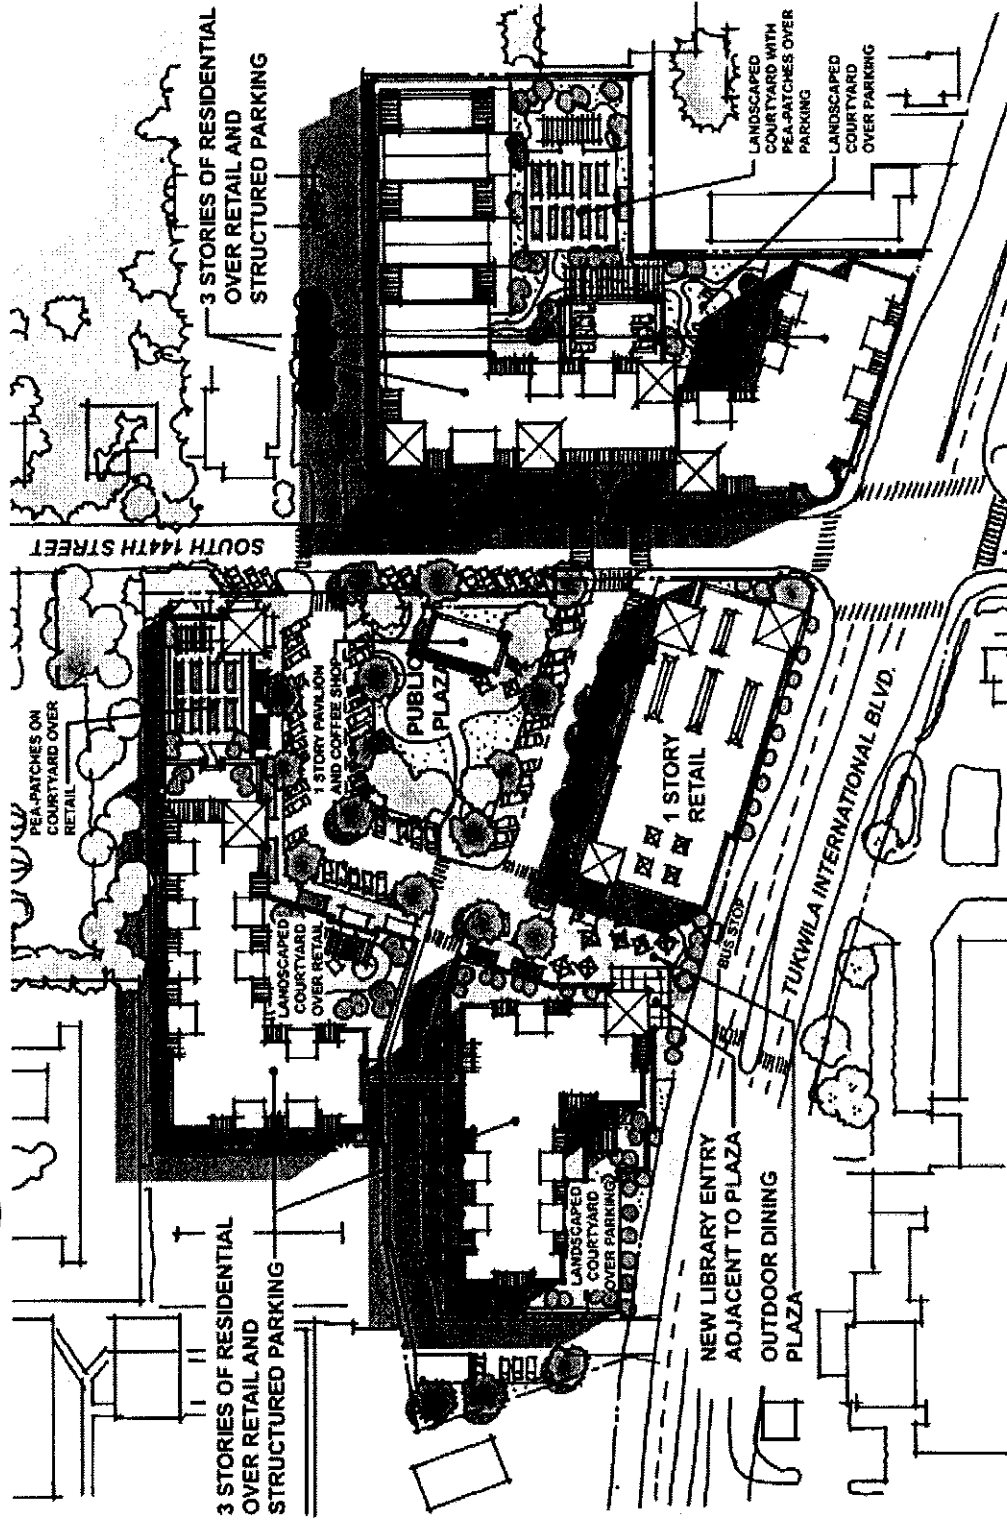 3 STORIES OF RESIDENTIAL
OVER RETAIL AND
STRUCTURED PARKING
LANDSCAPED
COURTYARD WITH
PEA-PATCHES OVER
PARKING
LANDSCAPED
COURTYARD
OVER PARKING
SOUTH 144TH STREET
PEA-PATCHES ON
COURTYARD OVER
RETAIL
1 STORY PAVILION
AND COFFEE SHOP
PUBLIC
PLAZA
1 STORY
RETAIL
LANDSCAPED
COURTYARD
OVER RETAIL
BUS STOP
TUKWILA INTERNATIONAL BLVD.
3 STORIES OF RESIDENTIAL
OVER RETAIL AND
STRUCTURED PARKING
LANDSCAPED
COURTYARD
OVER PARKING
NEW LIBRARY ENTRY
ADJACENT TO PLAZA
OUTDOOR DINING
PLAZA